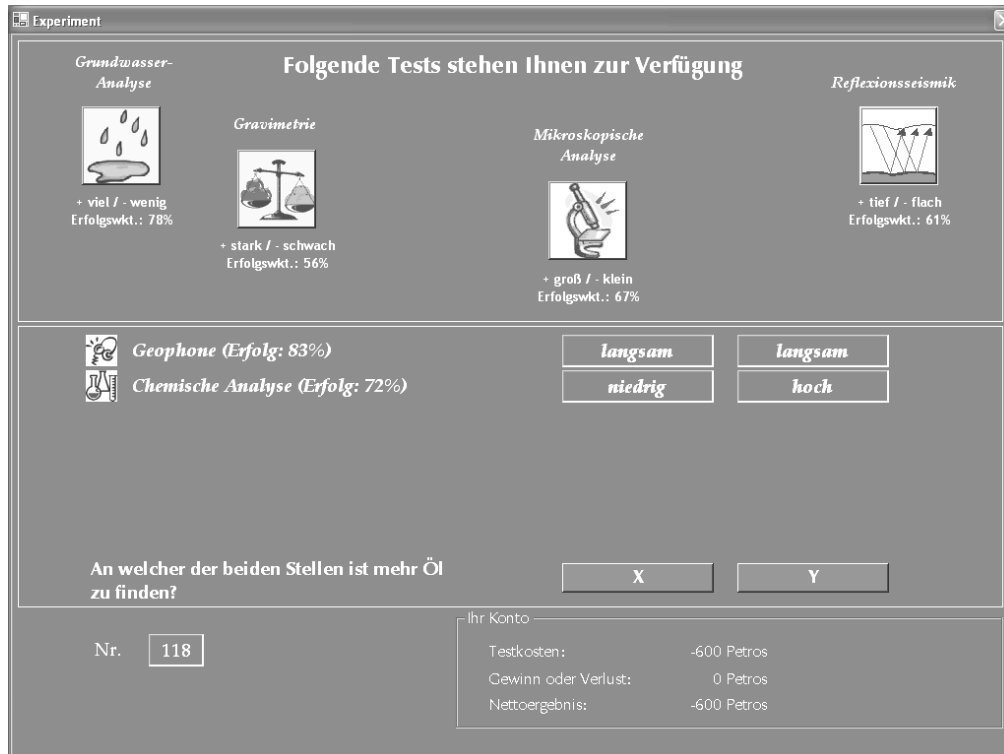 Experiment
Folgende Tests stehen Ihnen zur Verfügung
Grundwasser-
Analyse
+ viel / - wenig
Erfolgswkt.: 78%
Gravimetrie
+ stark / - schwach
Erfolgswkt.: 56%
Mikroskopische
Analyse
+ groß / - klein
Erfolgswkt.: 67%
Reflexionsseismik
+ tief / - flach
Erfolgswkt.: 61%
Geophone (Erfolg: 83%) langsam langsam
Chemische Analyse (Erfolg: 72%) niedrig hoch
An welcher der beiden Stellen ist mehr Öl
zu finden?
X Y
Nr. 118
Ihr Konto
Testkosten: -600 Petros
Gewinn oder Verlust: 0 Petros
Nettoergebnis: -600 Petros